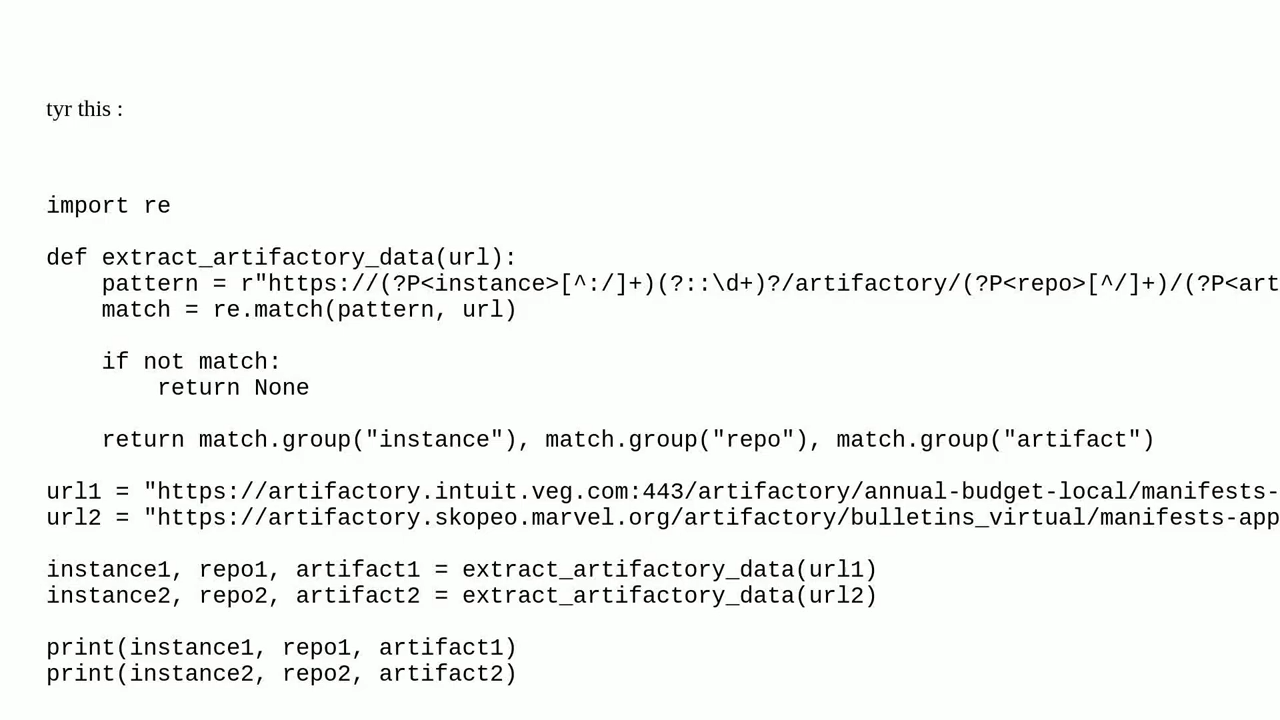 tyr this :
import re
def extract_artifactory_data(url):
    pattern = r"https://(?P<instance>[^:/]+)(?::\d+)?/artifactory/(?P<repo>[^/]+)/(?P<art
    match = re.match(pattern, url)
    if not match:
        return None
    return match.group("instance"), match.group("repo"), match.group("artifact")
url1 = "https://artifactory.intuit.veg.com:443/artifactory/annual-budget-local/manifests-
url2 = "https://artifactory.skopeo.marvel.org/artifactory/bulletins_virtual/manifests-app
instance1, repo1, artifact1 = extract_artifactory_data(url1)
instance2, repo2, artifact2 = extract_artifactory_data(url2)
print(instance1, repo1, artifact1)
print(instance2, repo2, artifact2)